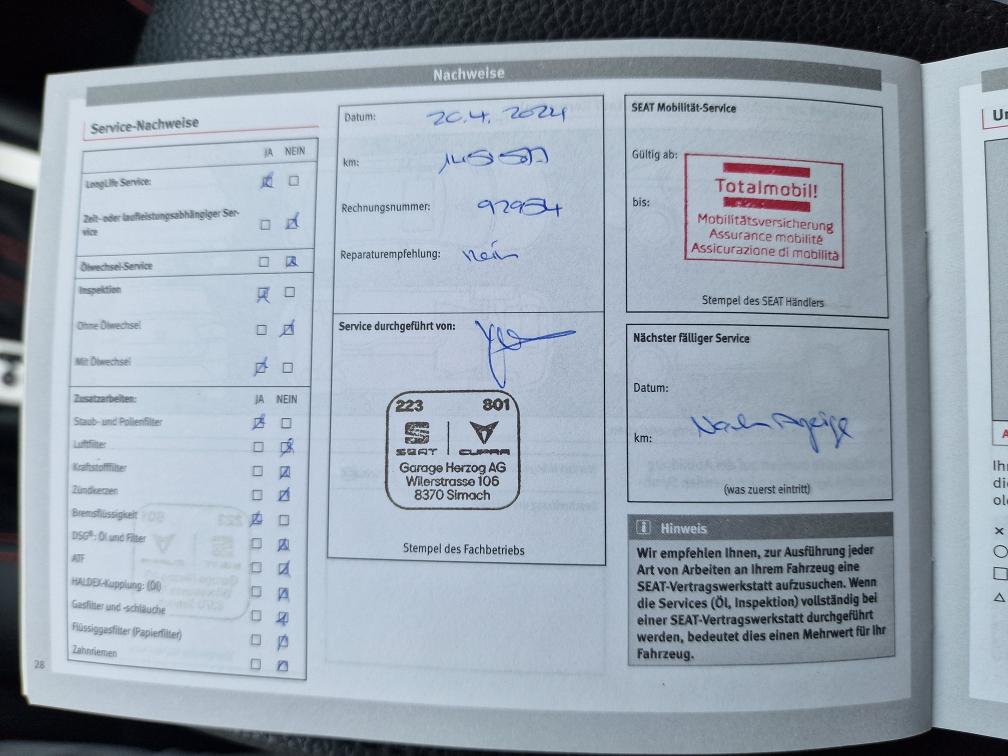 Nachweise
Service-Nachweise
JA NEIN
LongLife Service:
Zeit- oder laufleistungsabhängiger Ser-
vice
Ölwechsel-Service
Inspektion
Ohne Ölwechsel
Mit Ölwechsel
Zusatzarbeiten: JA NEIN
Staub- und Pollenfilter
Luftfilter
Kraftstofffilter
Zündkerzen
Bremsflüssigkeit
DSG®: Öl und Filter
ATF
HALDEX-Kupplung: (Öl)
Gasfilter und -schläuche
Flüssiggasfilter (Papierfilter)
Zahnriemen
28
Datum: 20.4. 2024
km:
Rechnungsnummer: 92954
Reparaturempfehlung: nein
Service durchgeführt von:
223 801
SEAT CUPRA
Garage Herzog AG
Wilerstrasse 106
8370 Sirnach
Stempel des Fachbetriebs
SEAT Mobilität-Service
Gültig ab:
bis:
Totalmobil!
Mobilitätsversicherung
Assurance mobilité
Assicurazione di mobilità
Stempel des SEAT Händlers
Nächster fälliger Service
Datum:
km: Nach Anzeige
(was zuerst eintritt)
i Hinweis
Wir empfehlen Ihnen, zur Ausführung jeder
Art von Arbeiten an Ihrem Fahrzeug eine
SEAT-Vertragswerkstatt aufzusuchen. Wenn
die Services (Öl, Inspektion) vollständig bei
einer SEAT-Vertragswerkstatt durchgeführt
werden, bedeutet dies einen Mehrwert für Ihr
Fahrzeug.